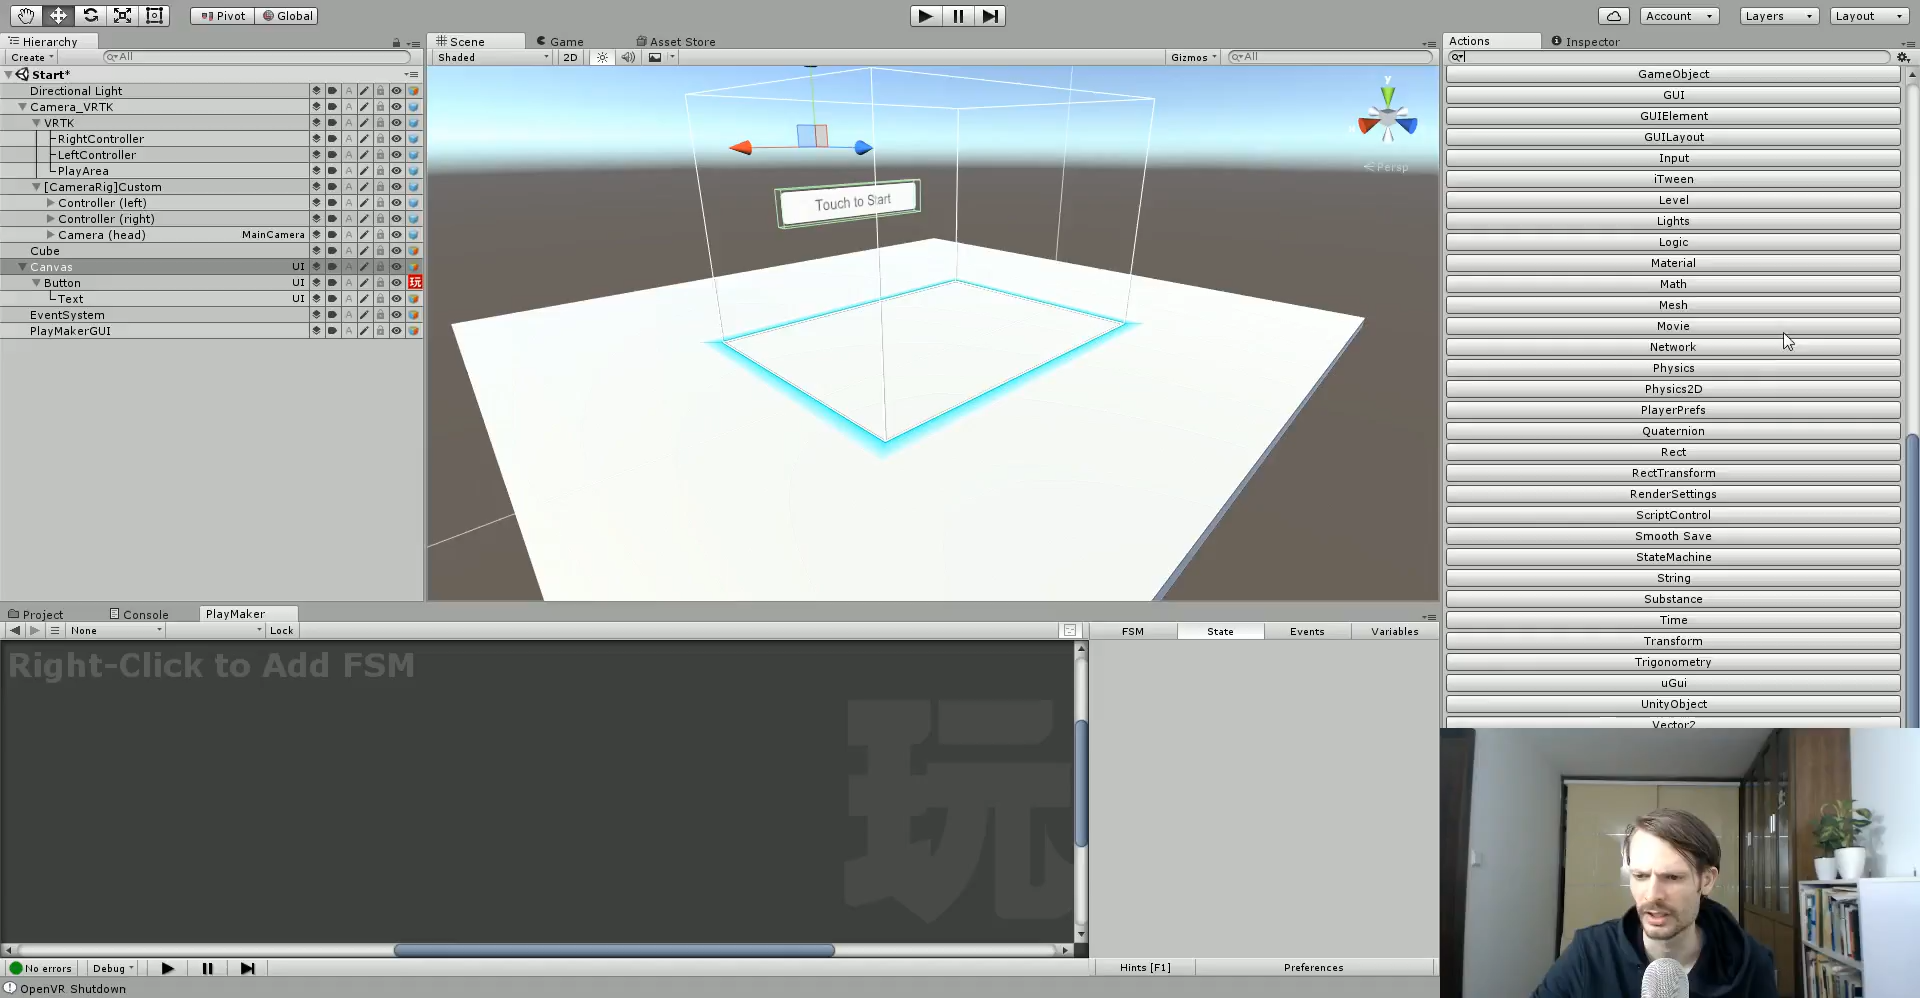 Pivot Global Account Layers Layout
Hierarchy Scene Game Asset Store Actions Inspector
Create All Shaded 2D Gizmos All
Start*
Directional Light
Camera_VRTK
VRTK
RightController
LeftController
PlayArea
[CameraRig]Custom
Controller (left)
Controller (right)
Camera (head) MainCamera
Cube
Canvas UI
Button UI 玩
Text UI
EventSystem
PlayMakerGUI
y
Persp
Touch to Start
GameObject
GUI
GUIElement
GUILayout
Input
iTween
Level
Lights
Logic
Material
Math
Mesh
Movie
Network
Physics
Physics2D
PlayerPrefs
Quaternion
Rect
RectTransform
RenderSettings
ScriptControl
Smooth Save
StateMachine
String
Substance
Time
Transform
Trigonometry
uGui
UnityObject
Vector2
Project Console PlayMaker
None Lock FSM State Events Variables
Right-Click to Add FSM
玩
No errors Debug Hints [F1] Preferences
OpenVR Shutdown